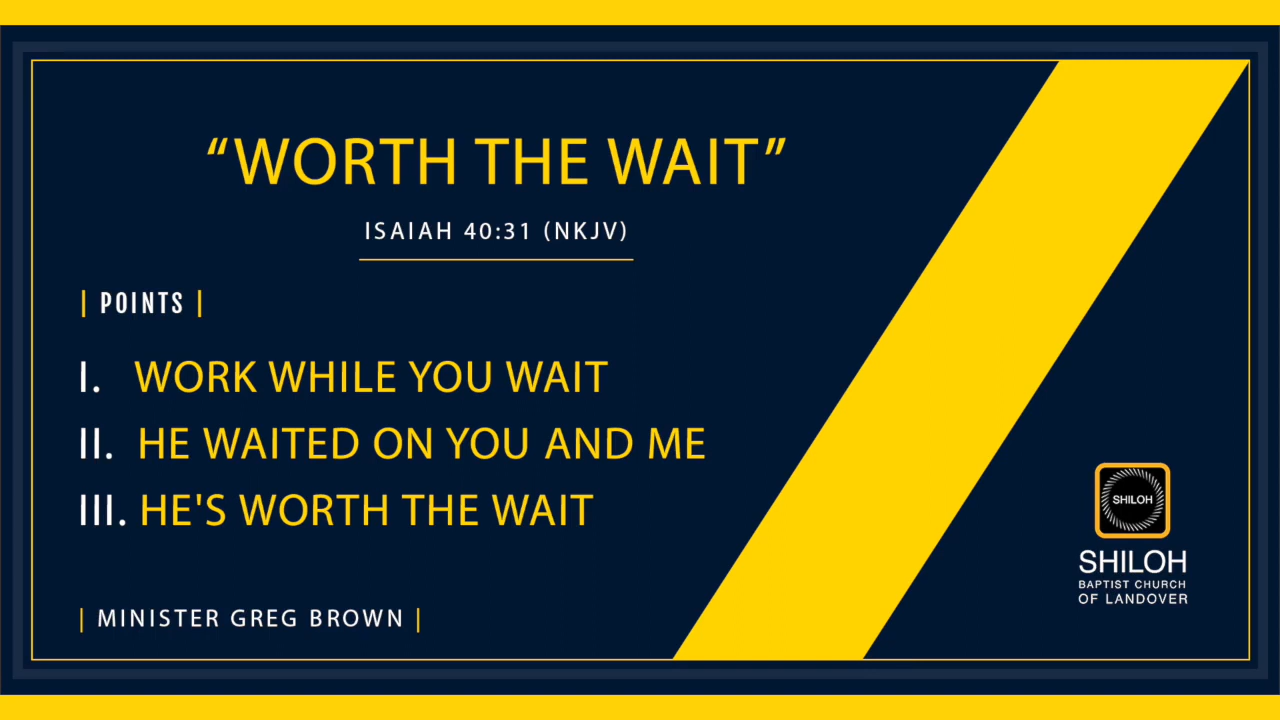 “WORTH THE WAIT”
ISAIAH 40:31 (NKJV)
| POINTS |
I. WORK WHILE YOU WAIT
II. HE WAITED ON YOU AND ME
III. HE'S WORTH THE WAIT
| MINISTER GREG BROWN |
SHILOH
SHILOH
BAPTIST CHURCH
OF LANDOVER